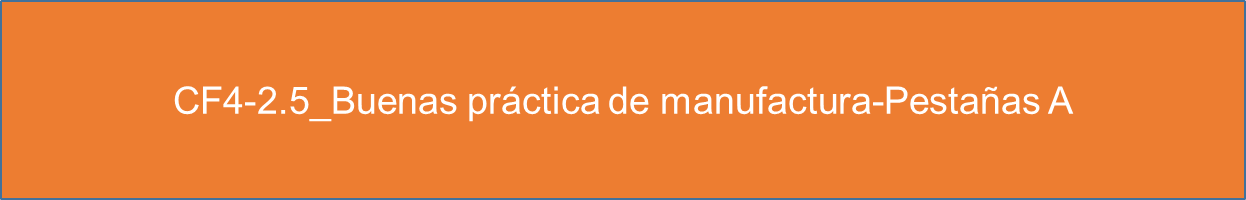 CF4-2.5_Buenas práctica de manufactura-Pestañas A